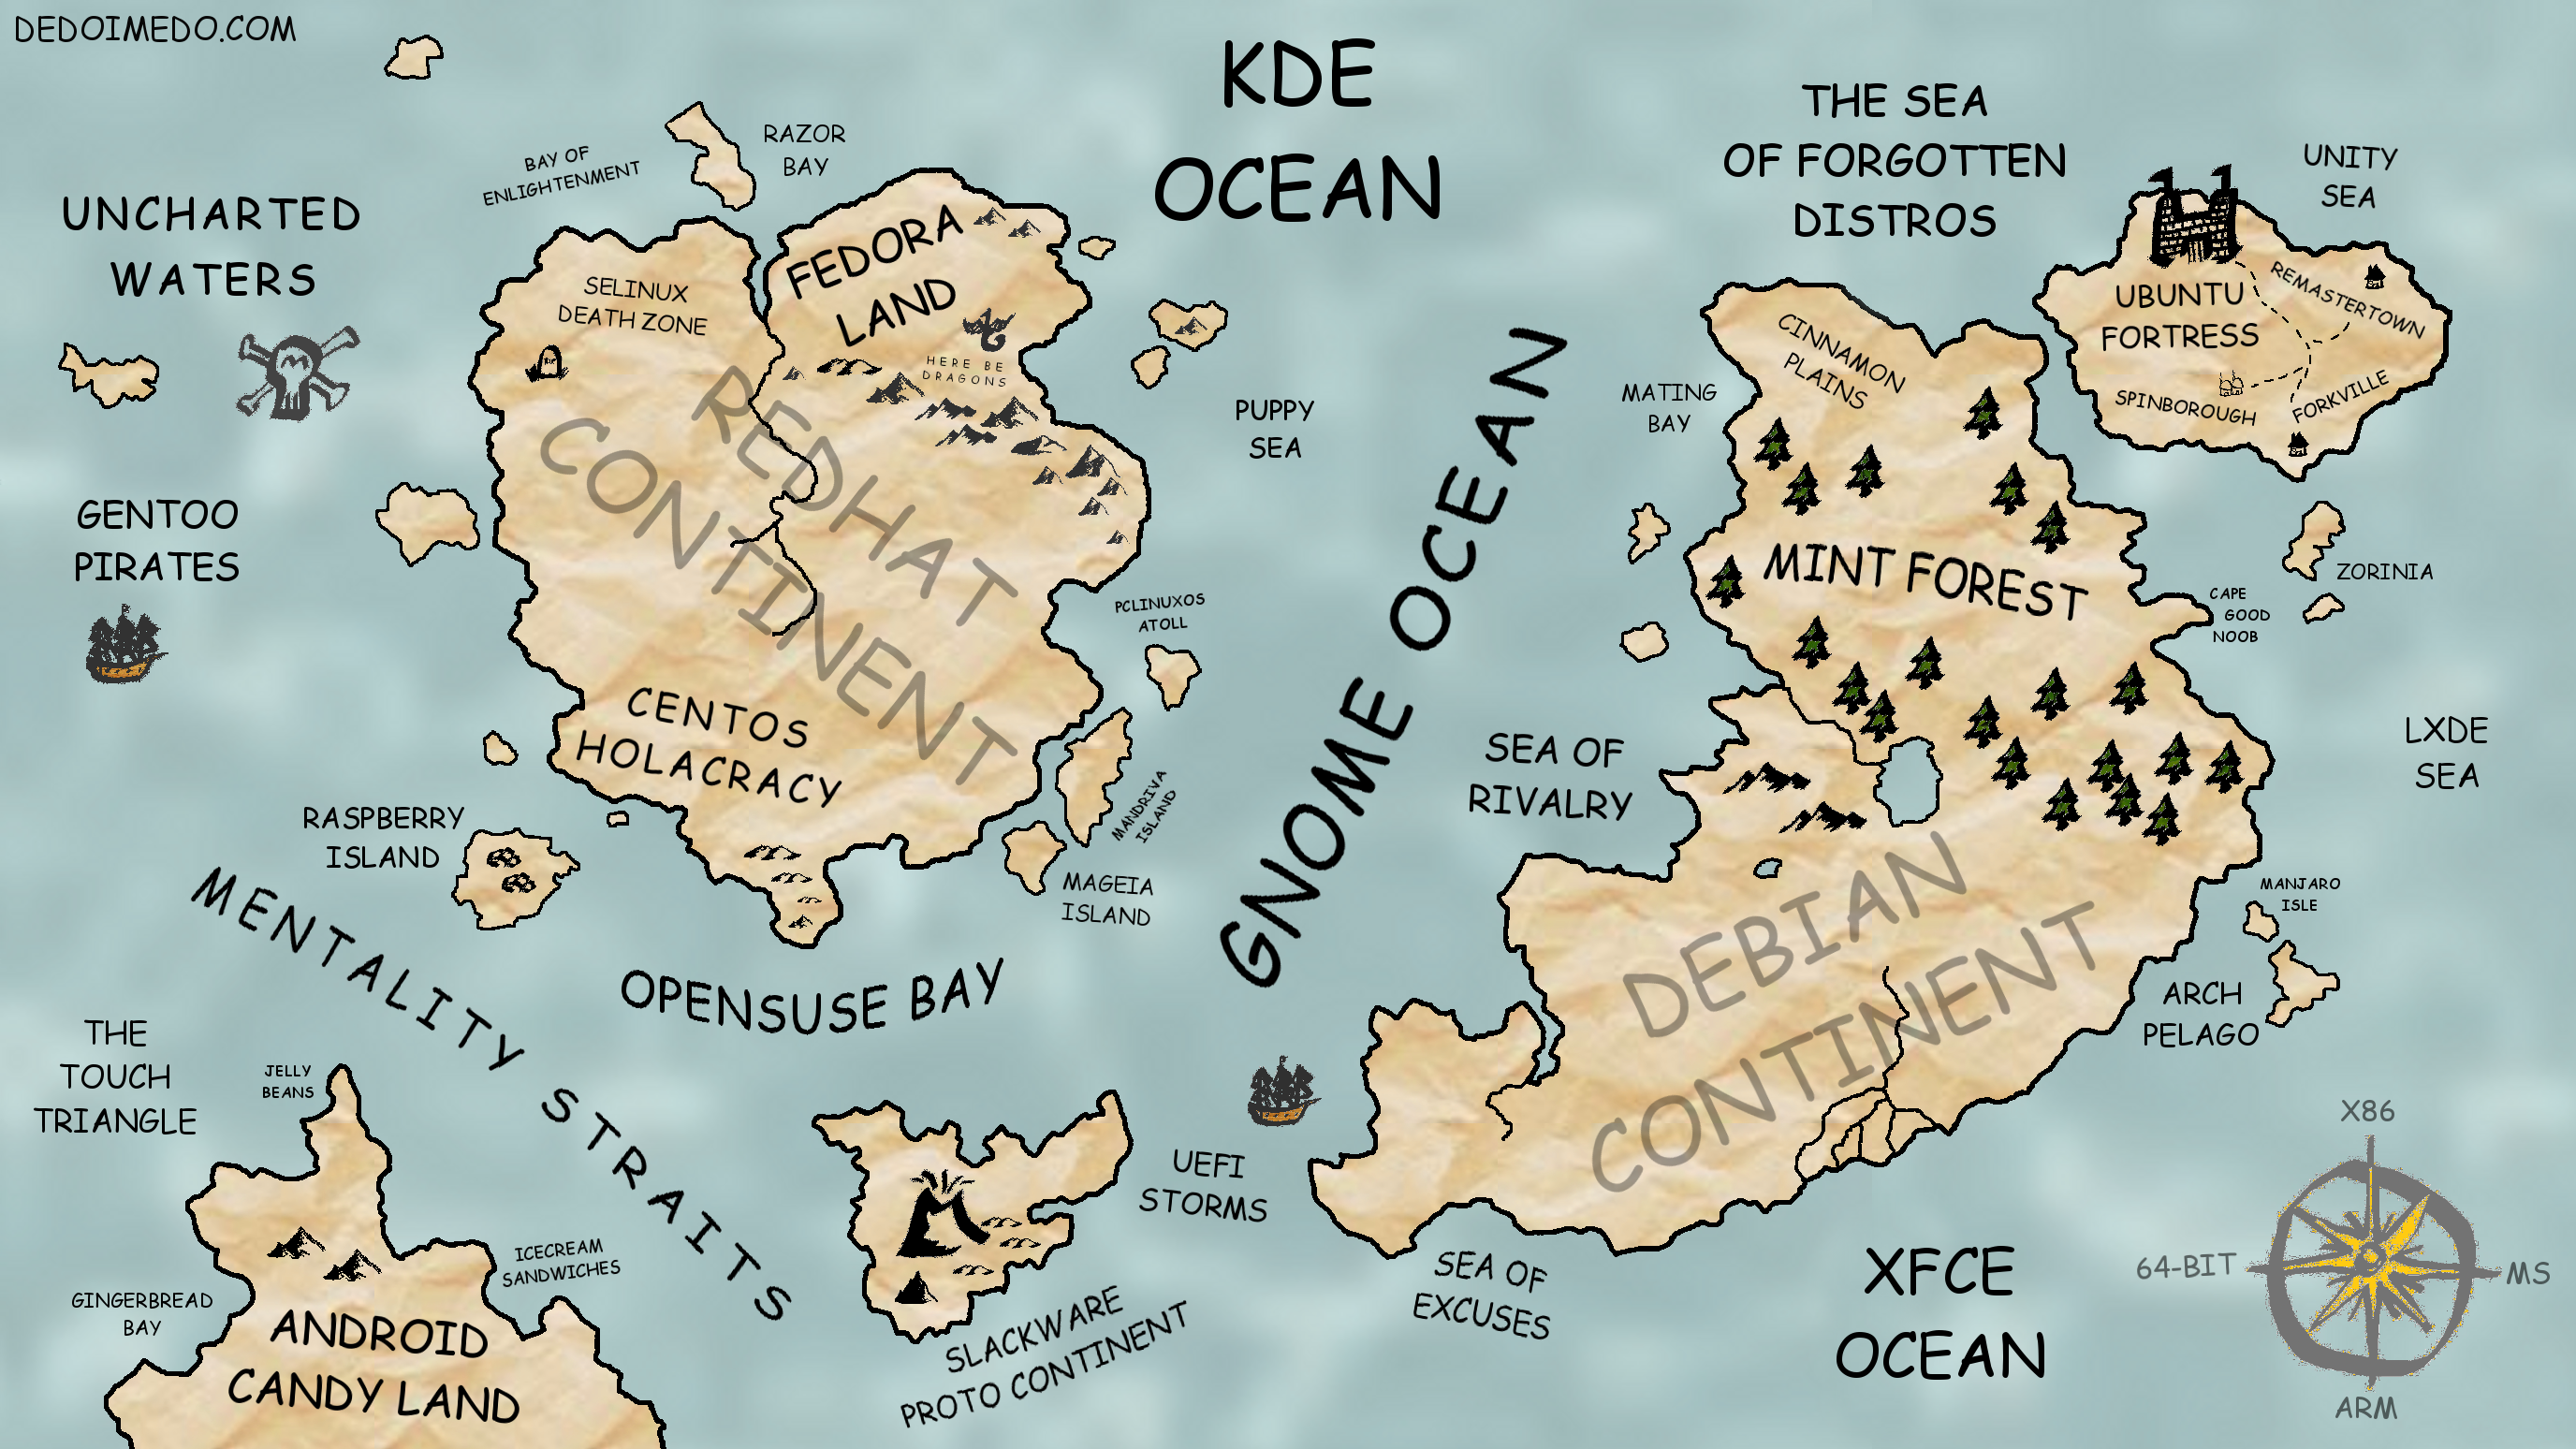 DEDOIMEDO.COM
KDE
OCEAN
THE SEA
OF FORGOTTEN
DISTROS
UNITY
SEA
RAZOR
BAY
BAY OF
ENLIGHTENMENT
UNCHARTED
WATERS
FEDORA
LAND
SELINUX
DEATH ZONE
HERE BE
DRAGONS
REDHAT
CONTINENT
PUPPY
SEA
GENTOO
PIRATES
PCLINUXOS
ATOLL
CENTOS
HOLACRACY
MANDRIVA
ISLAND
MAGEIA
ISLAND
RASPBERRY
ISLAND
GNOME OCEAN
MATING
BAY
CINNAMON
PLAINS
UBUNTU
FORTRESS
REMASTERTOWN
SPINBOROUGH
FORKVILLE
MINT FOREST
ZORINIA
CAPE
GOOD
NOOB
LXDE
SEA
SEA OF
RIVALRY
DEBIAN
CONTINENT
MANJARO
ISLE
ARCH
PELAGO
MENTALITY STRAITS
OPENSUSE BAY
THE
TOUCH
TRIANGLE
JELLY
BEANS
ICECREAM
SANDWICHES
GINGERBREAD
BAY
ANDROID
CANDY LAND
UEFI
STORMS
SLACKWARE
PROTO CONTINENT
SEA OF
EXCUSES
XFCE
OCEAN
X86
64-BIT
MS
ARM